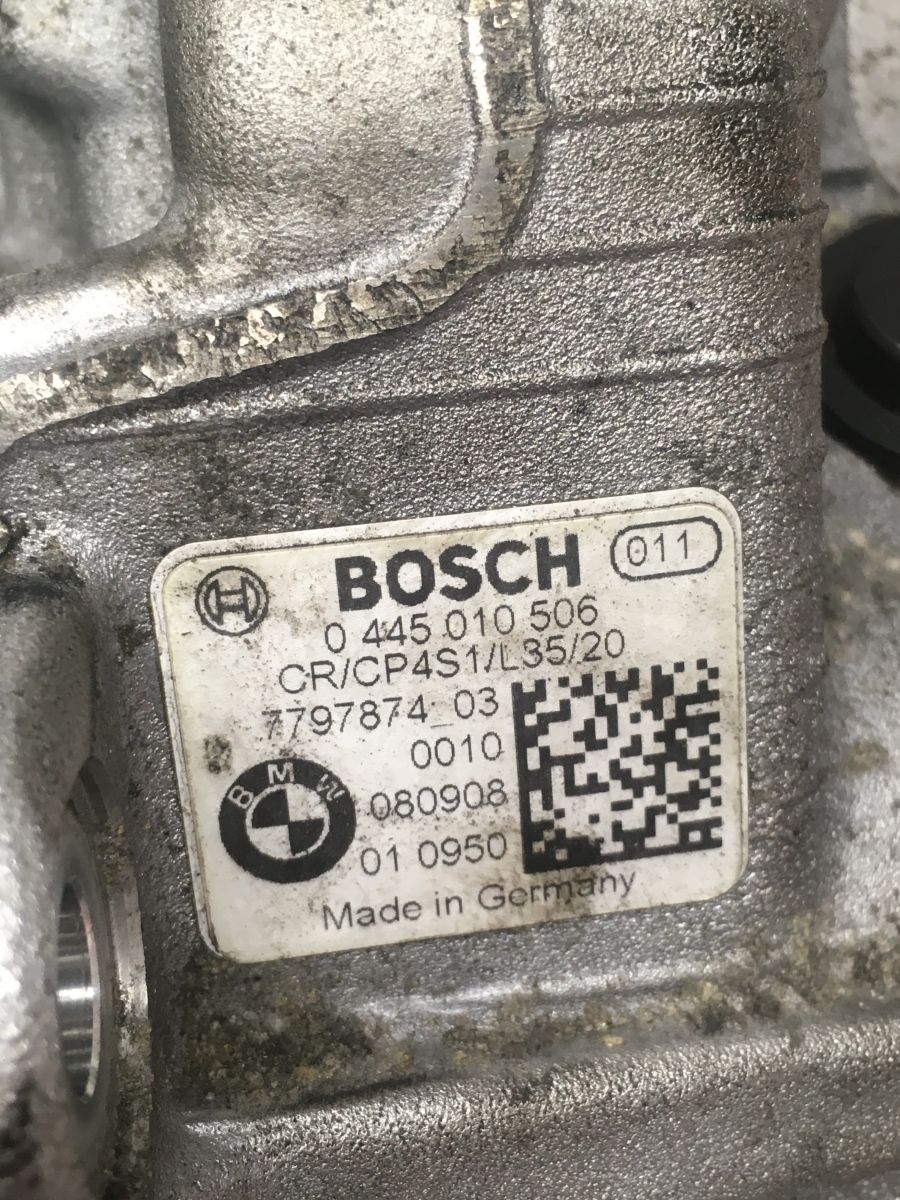 BOSCH 011
0 445 010 506
CR/CP4S1/L35/20
7797874_03
0010
BMW
080908
01 0950
Made in Germany